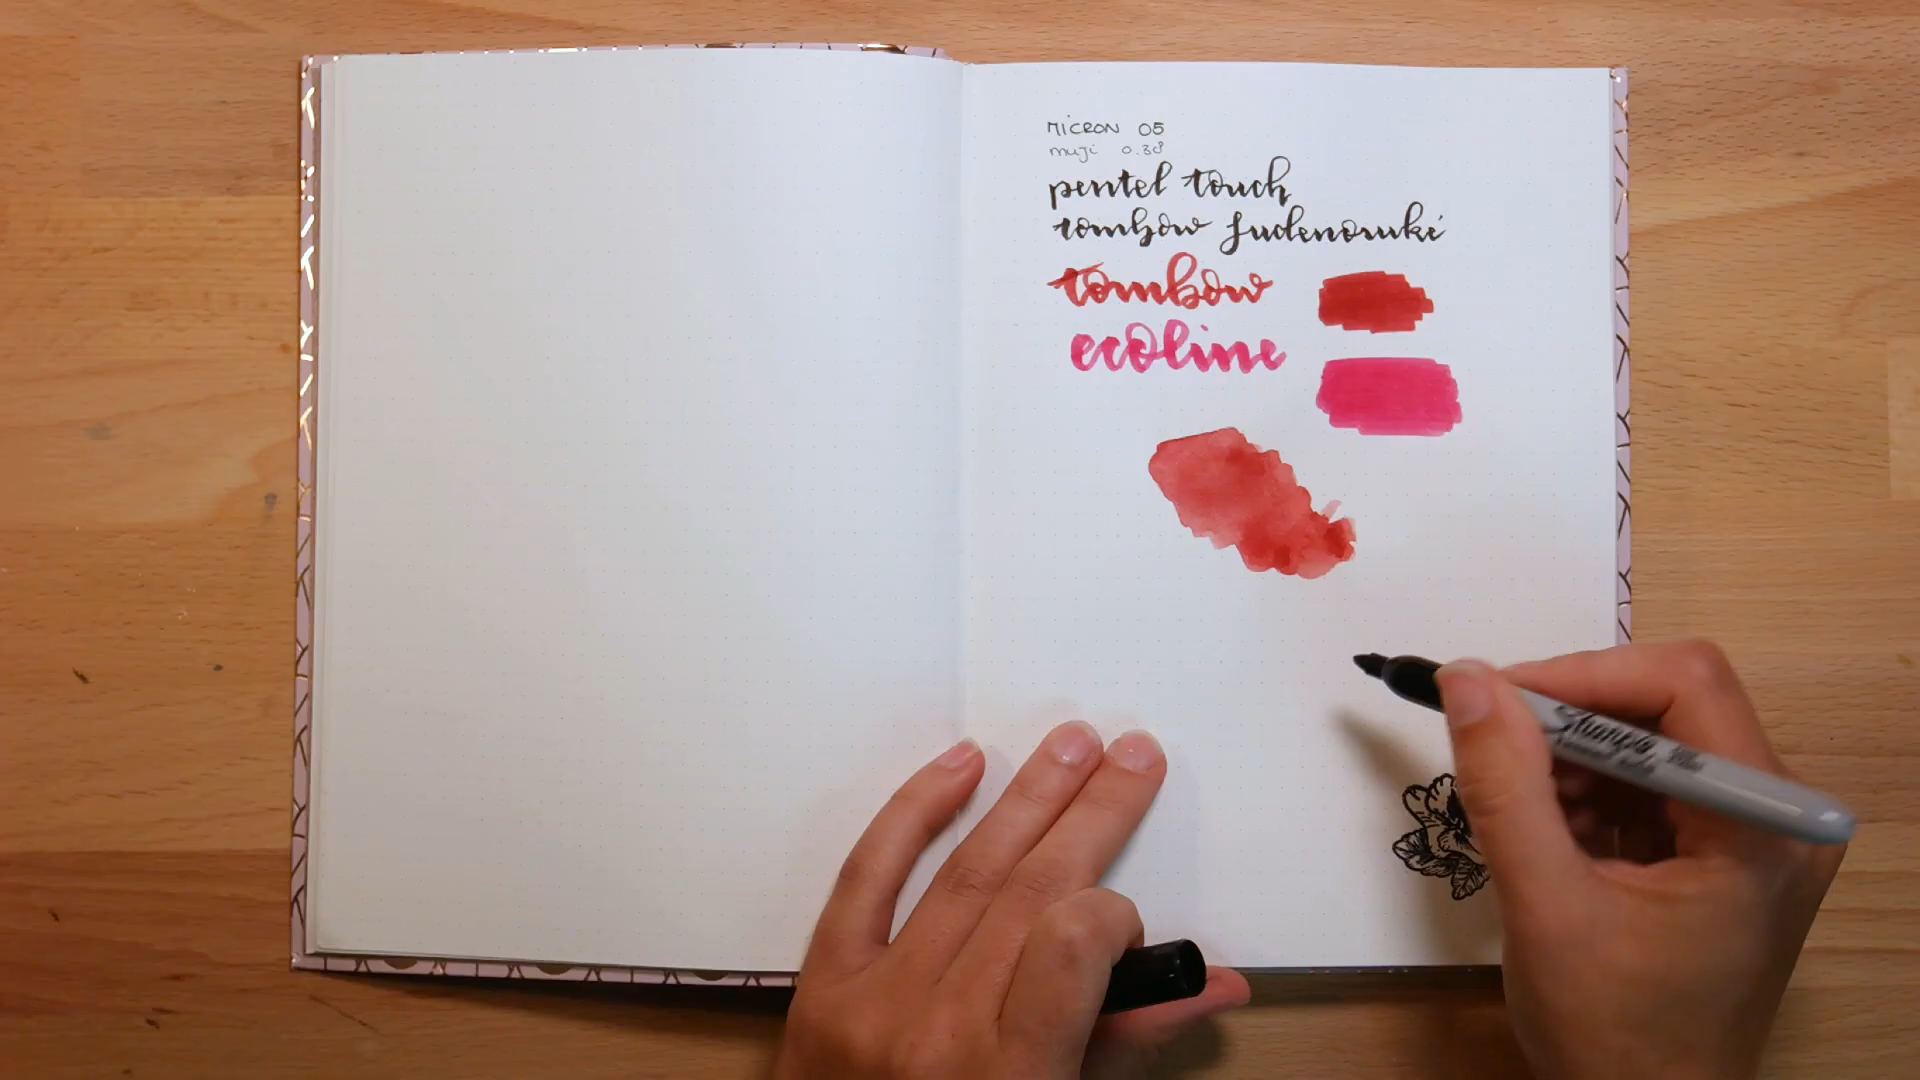 MICRON 05
muji 0.38
pentel touch
tombow fudenosuke
tombow
ecoline
Sharpie